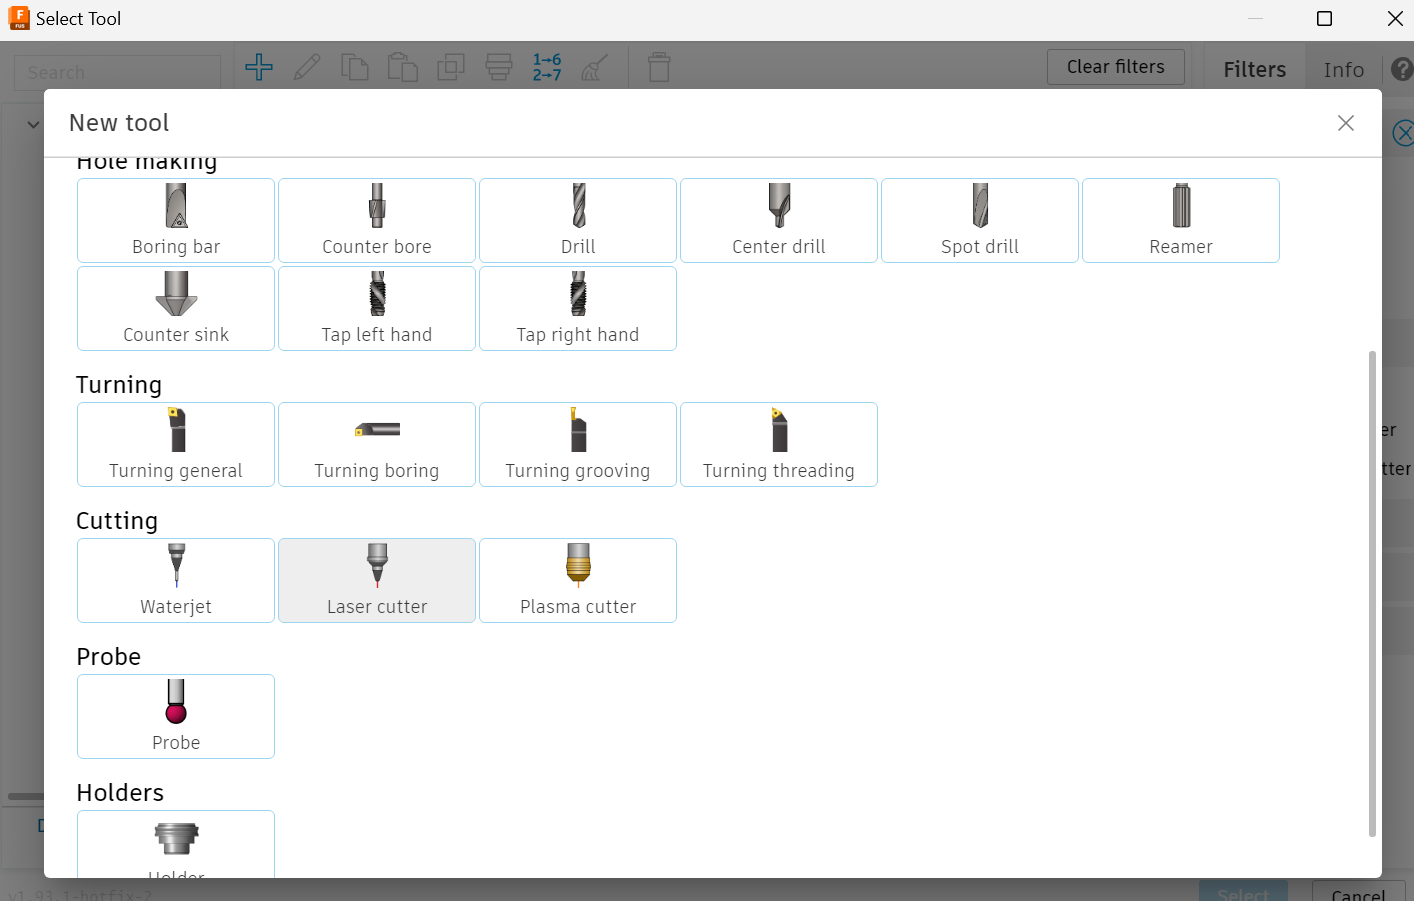 Select Tool
Search
1→6
2→7
Clear filters
Filters
Info
New tool
Hole making
Boring bar
Counter bore
Drill
Center drill
Spot drill
Reamer
Counter sink
Tap left hand
Tap right hand
Turning
Turning general
Turning boring
Turning grooving
Turning threading
er
tter
Cutting
Waterjet
Laser cutter
Plasma cutter
Probe
Probe
Holders
Holder
v1.93.1-hotfix-2
Select
Cancel